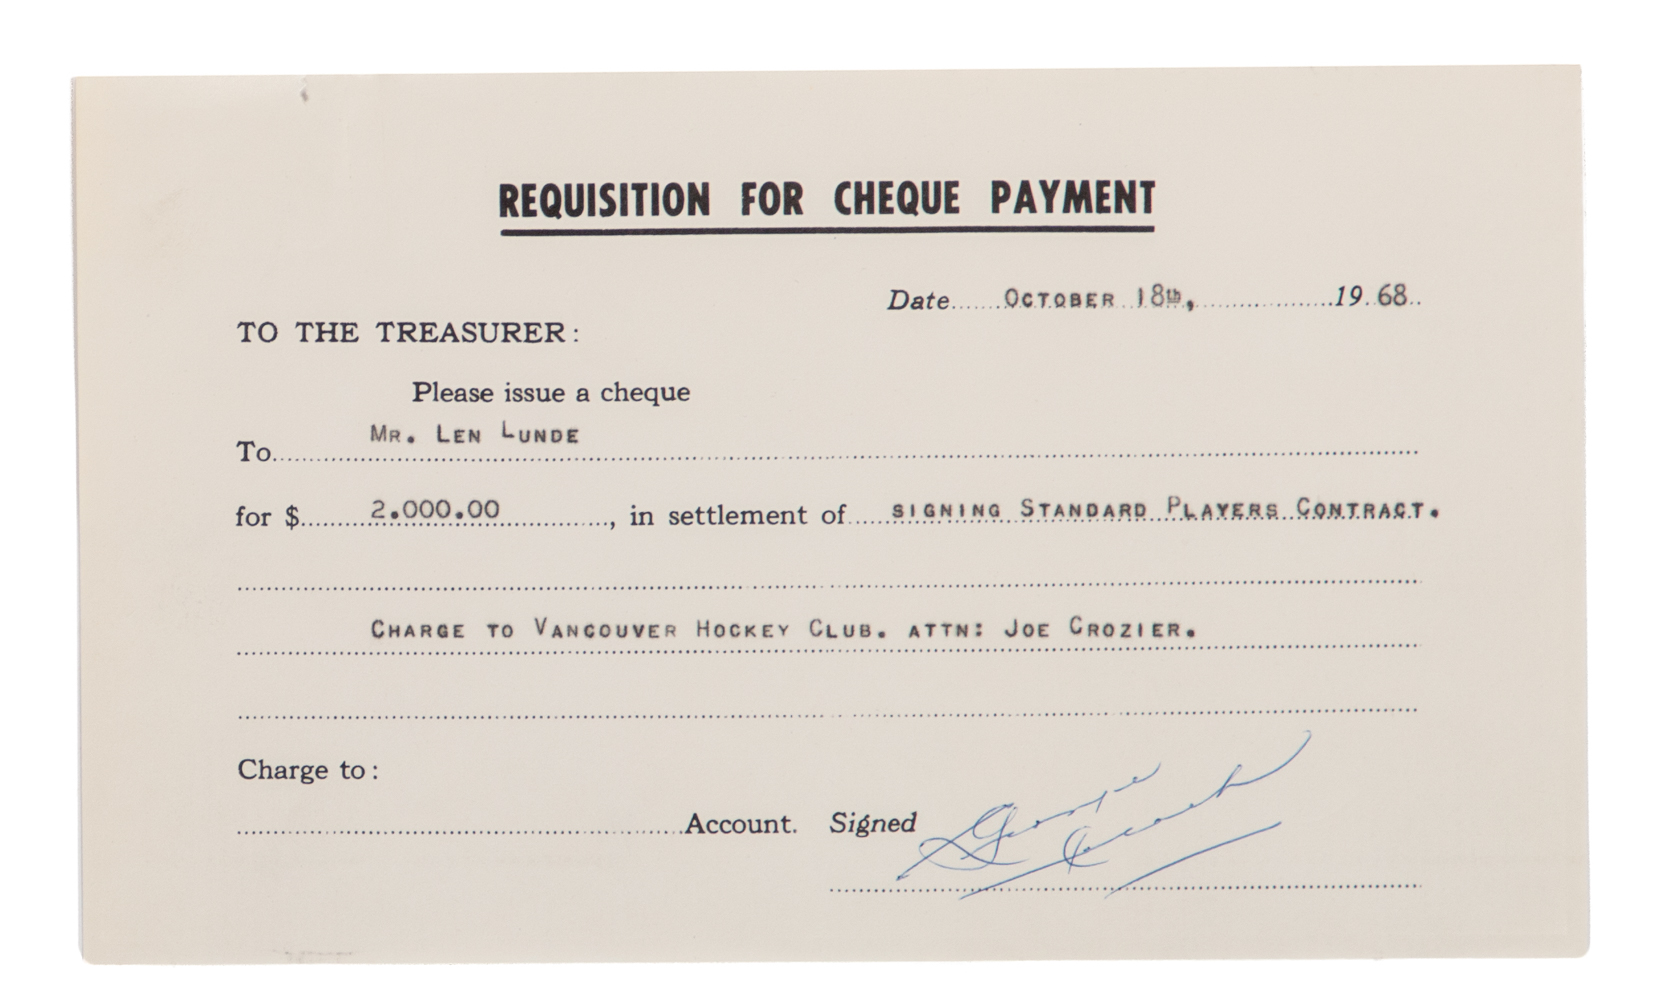 REQUISITION FOR CHEQUE PAYMENT
Date......October 18th,................19..68..
TO THE TREASURER:
Please issue a cheque
To Mr. Len Lunde
for $ 2.000.00, in settlement of signing Standard Players Contract.
Charge to Vancouver Hockey Club. attn: Joe Crozier.
Charge to:
Account. Signed George